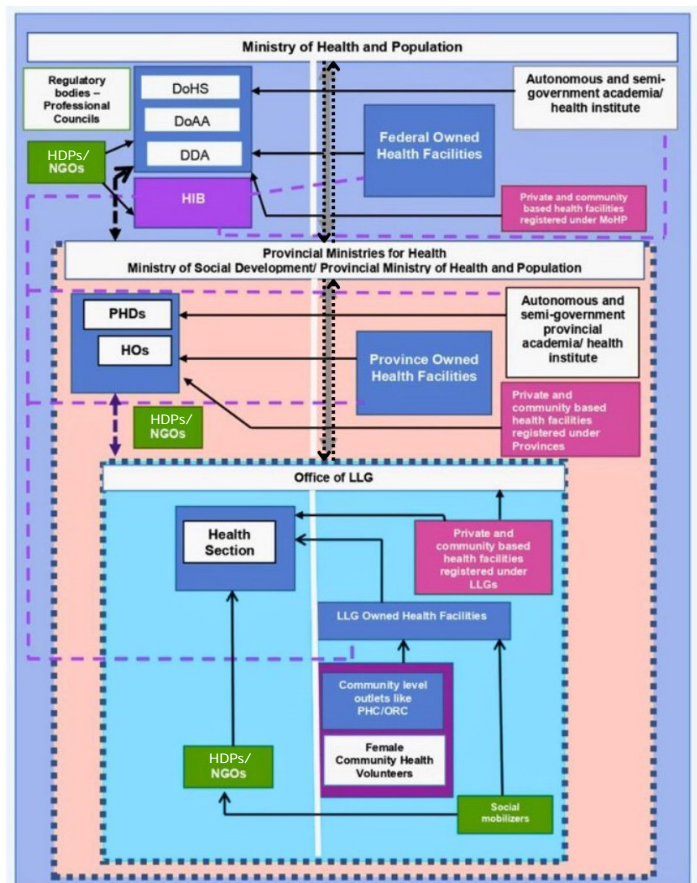 Ministry of Health and Population
Regulatory
bodies –
Professional
Councils
DoHS
DoAA
DDA
HIB
HDPs/
NGOs
Autonomous and semi-
government academia/
health institute
Federal Owned
Health Facilities
Private and community
based health facilities
registered under MoHP
Provincial Ministries for Health
Ministry of Social Development/ Provincial Ministry of Health and Population
PHDs
HOs
HDPs/
NGOs
Autonomous and
semi-government
provincial
academia/ health
institute
Province Owned
Health Facilities
Private and
community based
health facilities
registered under
Provinces
Office of LLG
Health
Section
Private and
community based
health facilities
registered under
LLGs
LLG Owned Health Facilities
Community level
outlets like
PHC/ORC
Female
Community Health
Volunteers
HDPs/
NGOs
Social
mobilizers